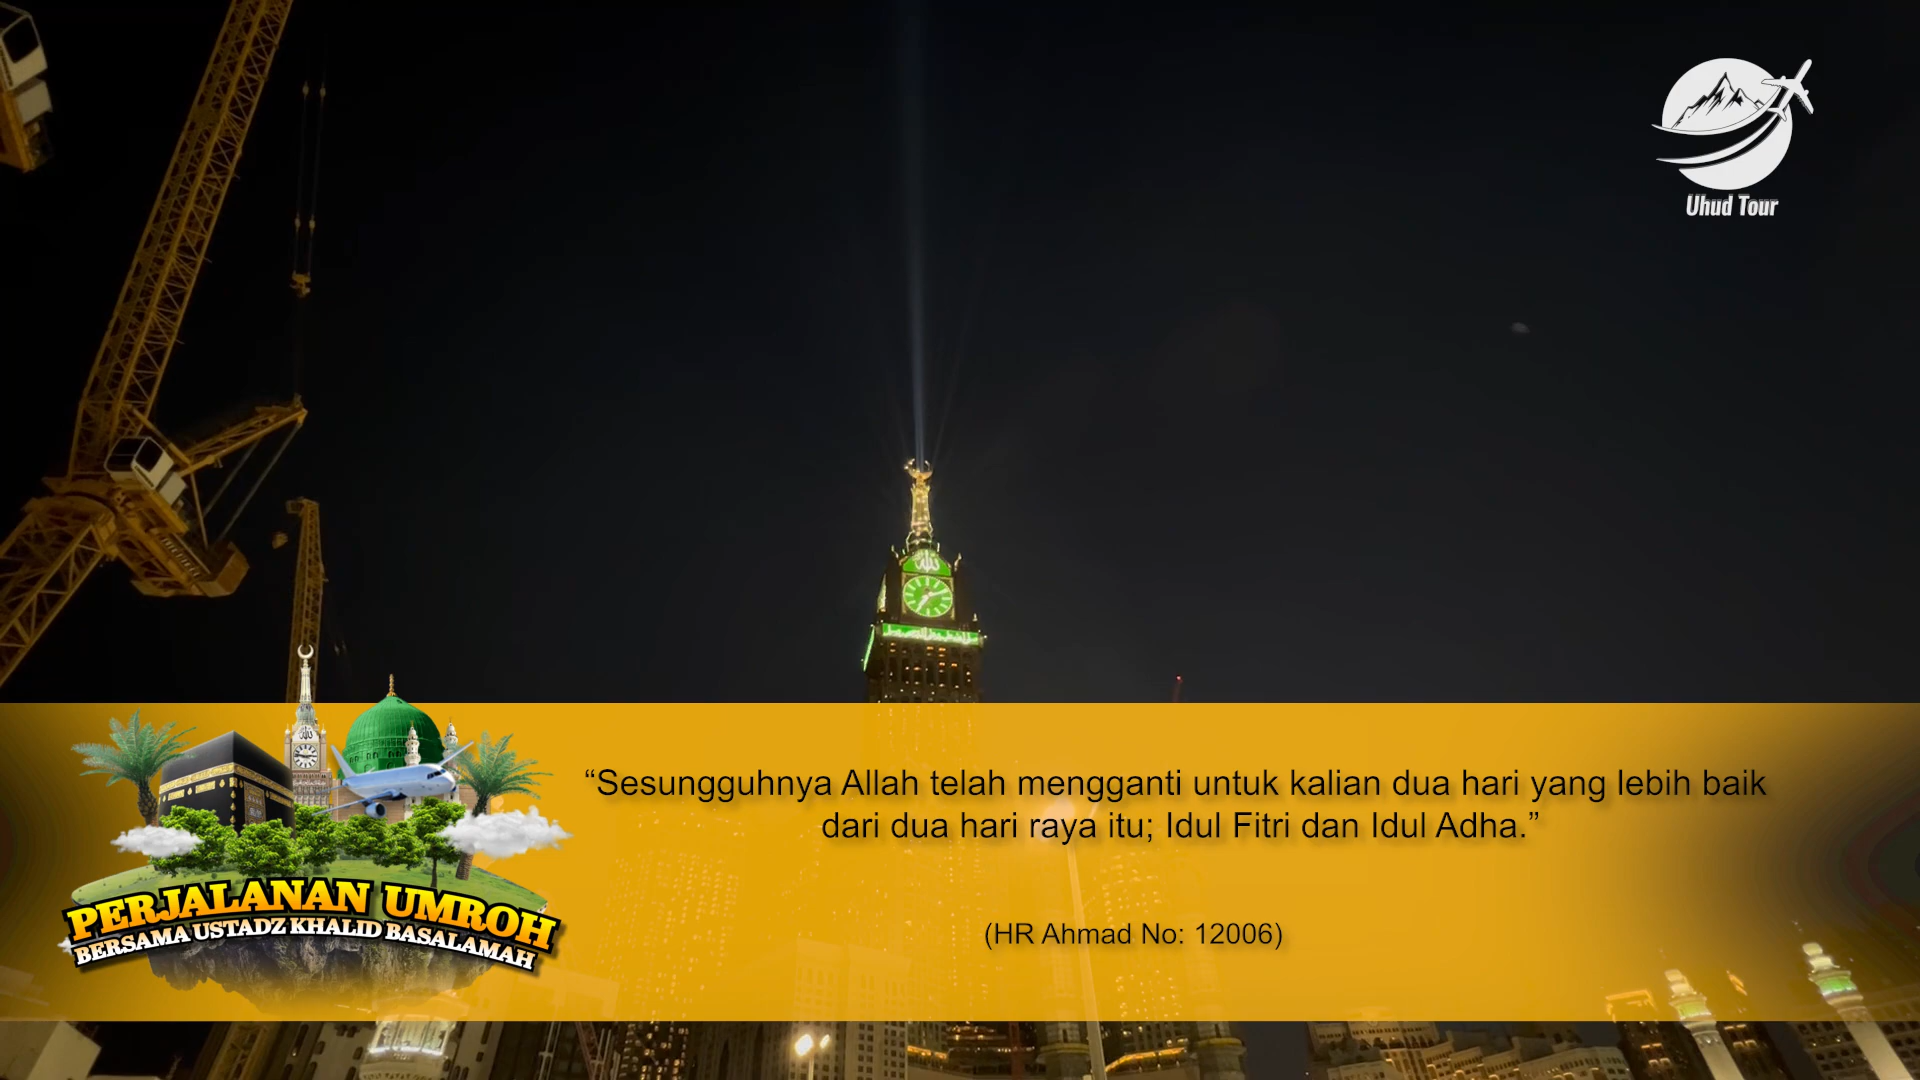 Uhud Tour
الله
“Sesungguhnya Allah telah mengganti untuk kalian dua hari yang lebih baik
dari dua hari raya itu; Idul Fitri dan Idul Adha.”
(HR Ahmad No: 12006)
PERJALANAN UMROH
BERSAMA USTADZ KHALID BASALAMAH